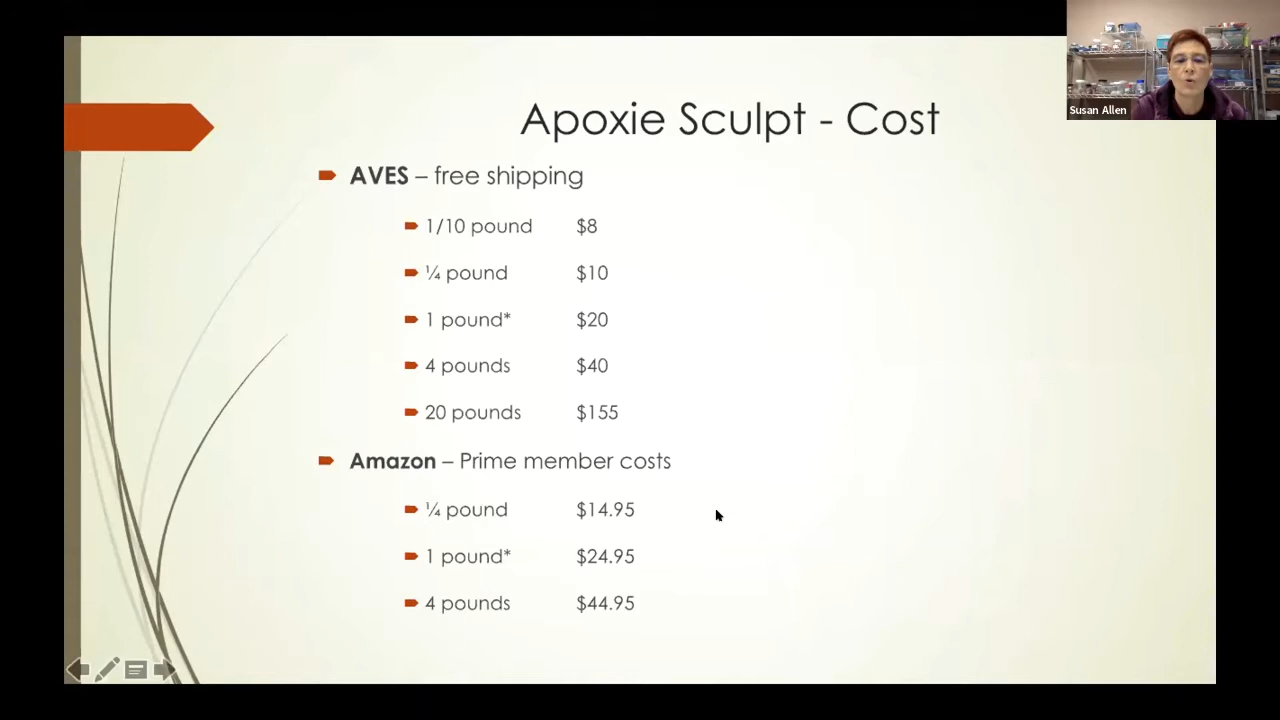 Susan Allen
Apoxie Sculpt - Cost
AVES – free shipping
1/10 pound $8
¼ pound $10
1 pound* $20
4 pounds $40
20 pounds $155
Amazon – Prime member costs
¼ pound $14.95
1 pound* $24.95
4 pounds $44.95